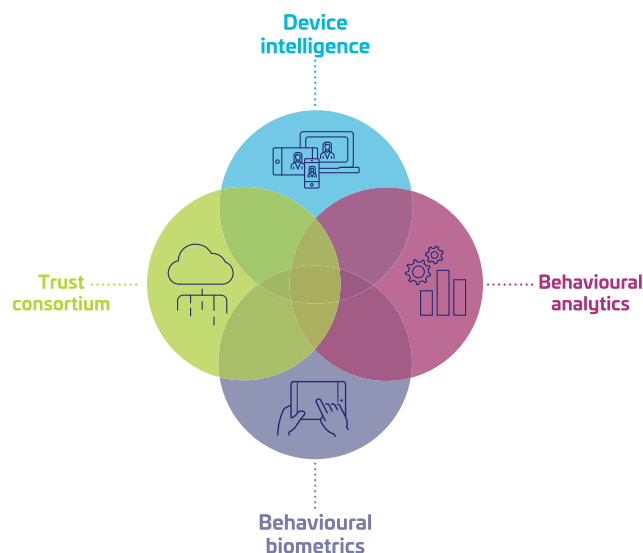 Device
intelligence
Trust
consortium
Behavioural
analytics
Behavioural
biometrics